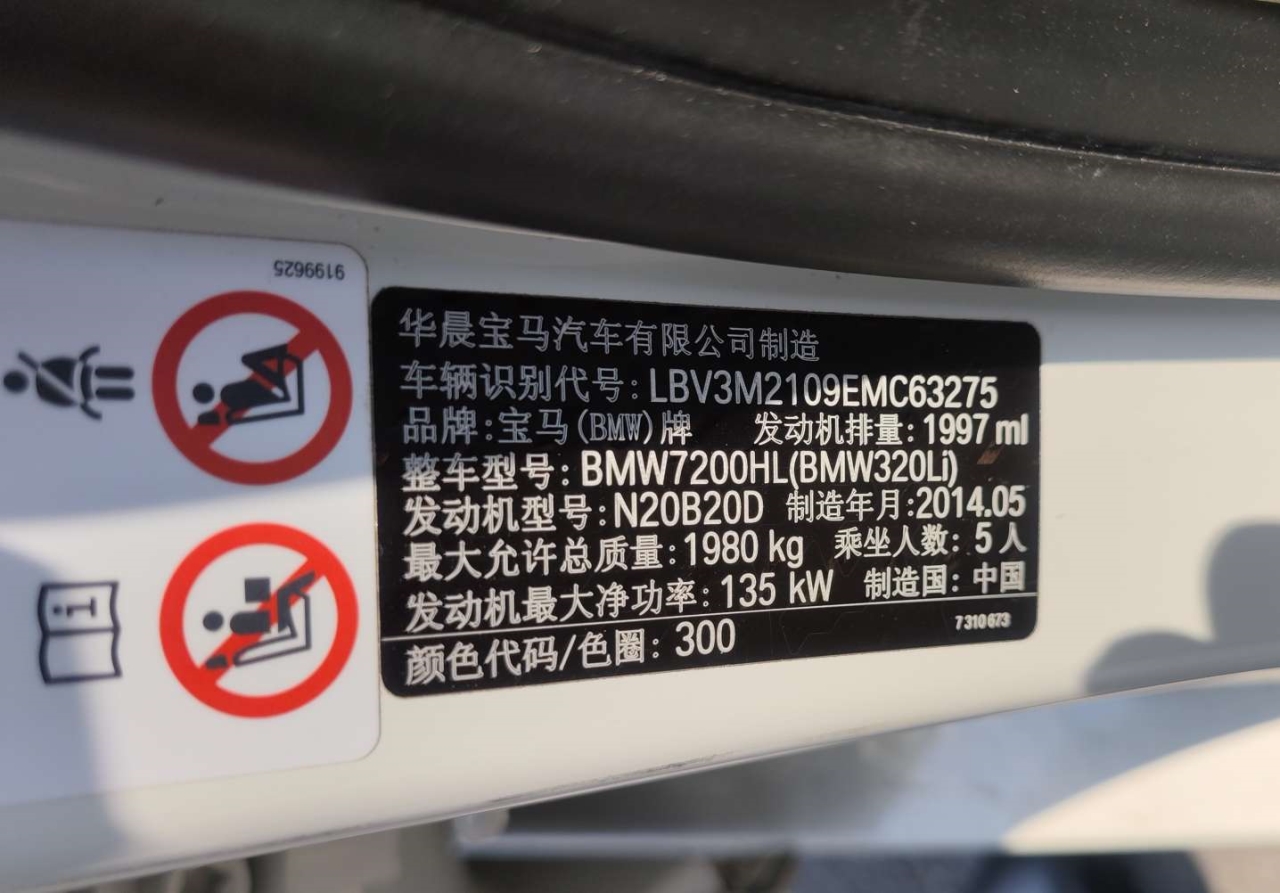 9199625
华晨宝马汽车有限公司制造
车辆识别代号：LBV3M2109EMC63275
品牌：宝马(BMW)牌 发动机排量：1997 ml
整车型号：BMW7200HL(BMW320Li)
发动机型号：N20B20D 制造年月：2014.05
最大允许总质量：1980 kg 乘坐人数：5人
发动机最大净功率：135 kW 制造国：中国
颜色代码/色圈：300 7310673